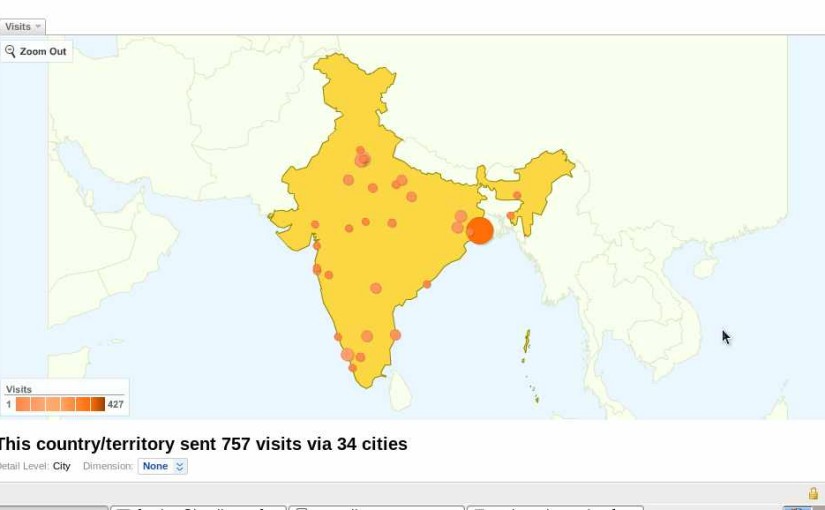 Visits
Zoom Out
Visits
1 427
This country/territory sent 757 visits via 34 cities
Detail Level: City Dimension: None